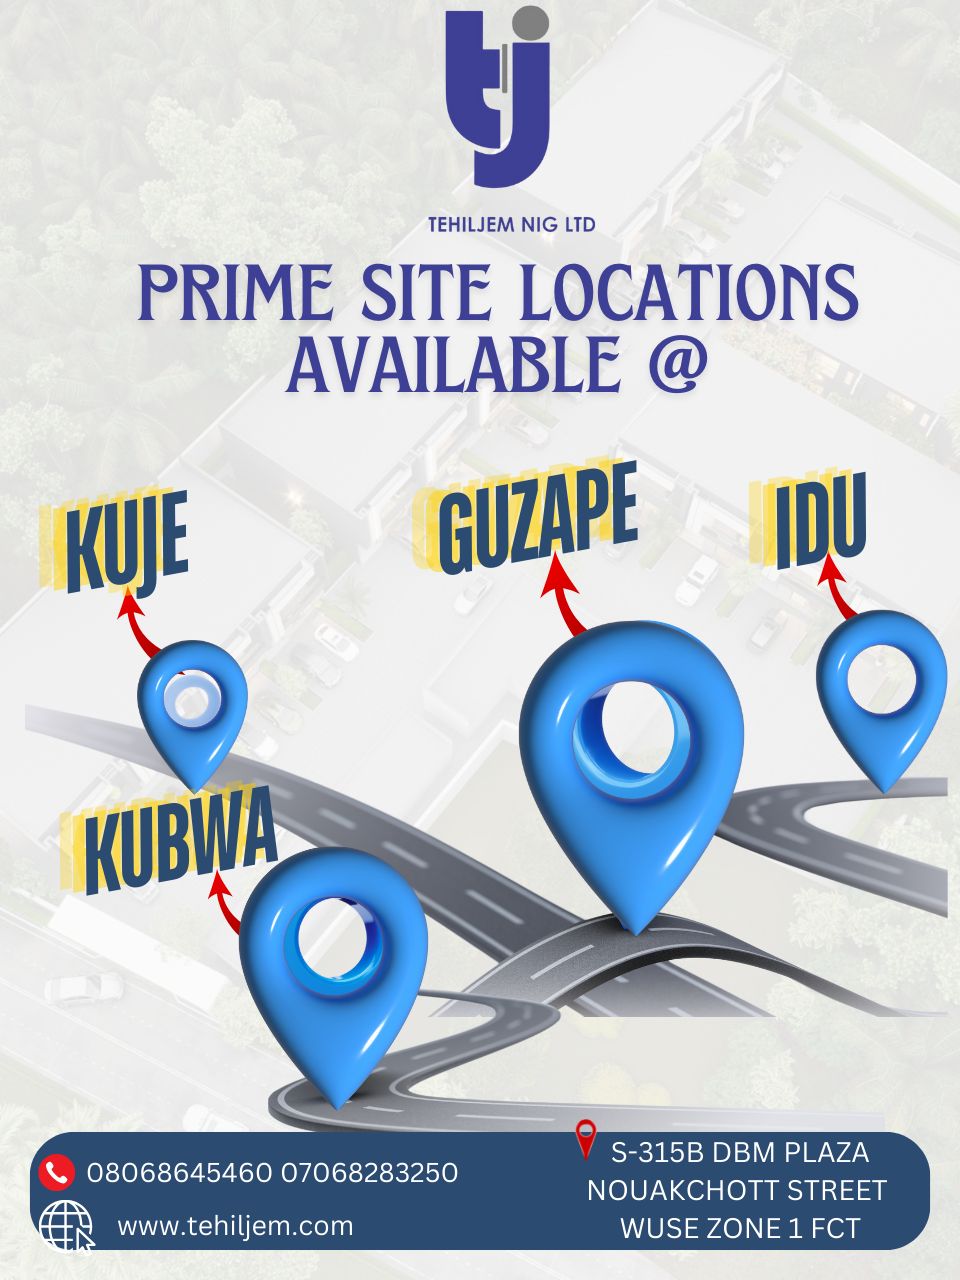 tj
TEHILJEM NIG LTD
PRIME SITE LOCATIONS
AVAILABLE @
KUJE
GUZAPE
IDU
KUBWA
08068645460 07068283250
www.tehiljem.com
S-315B DBM PLAZA
NOUAKCHOTT STREET
WUSE ZONE 1 FCT